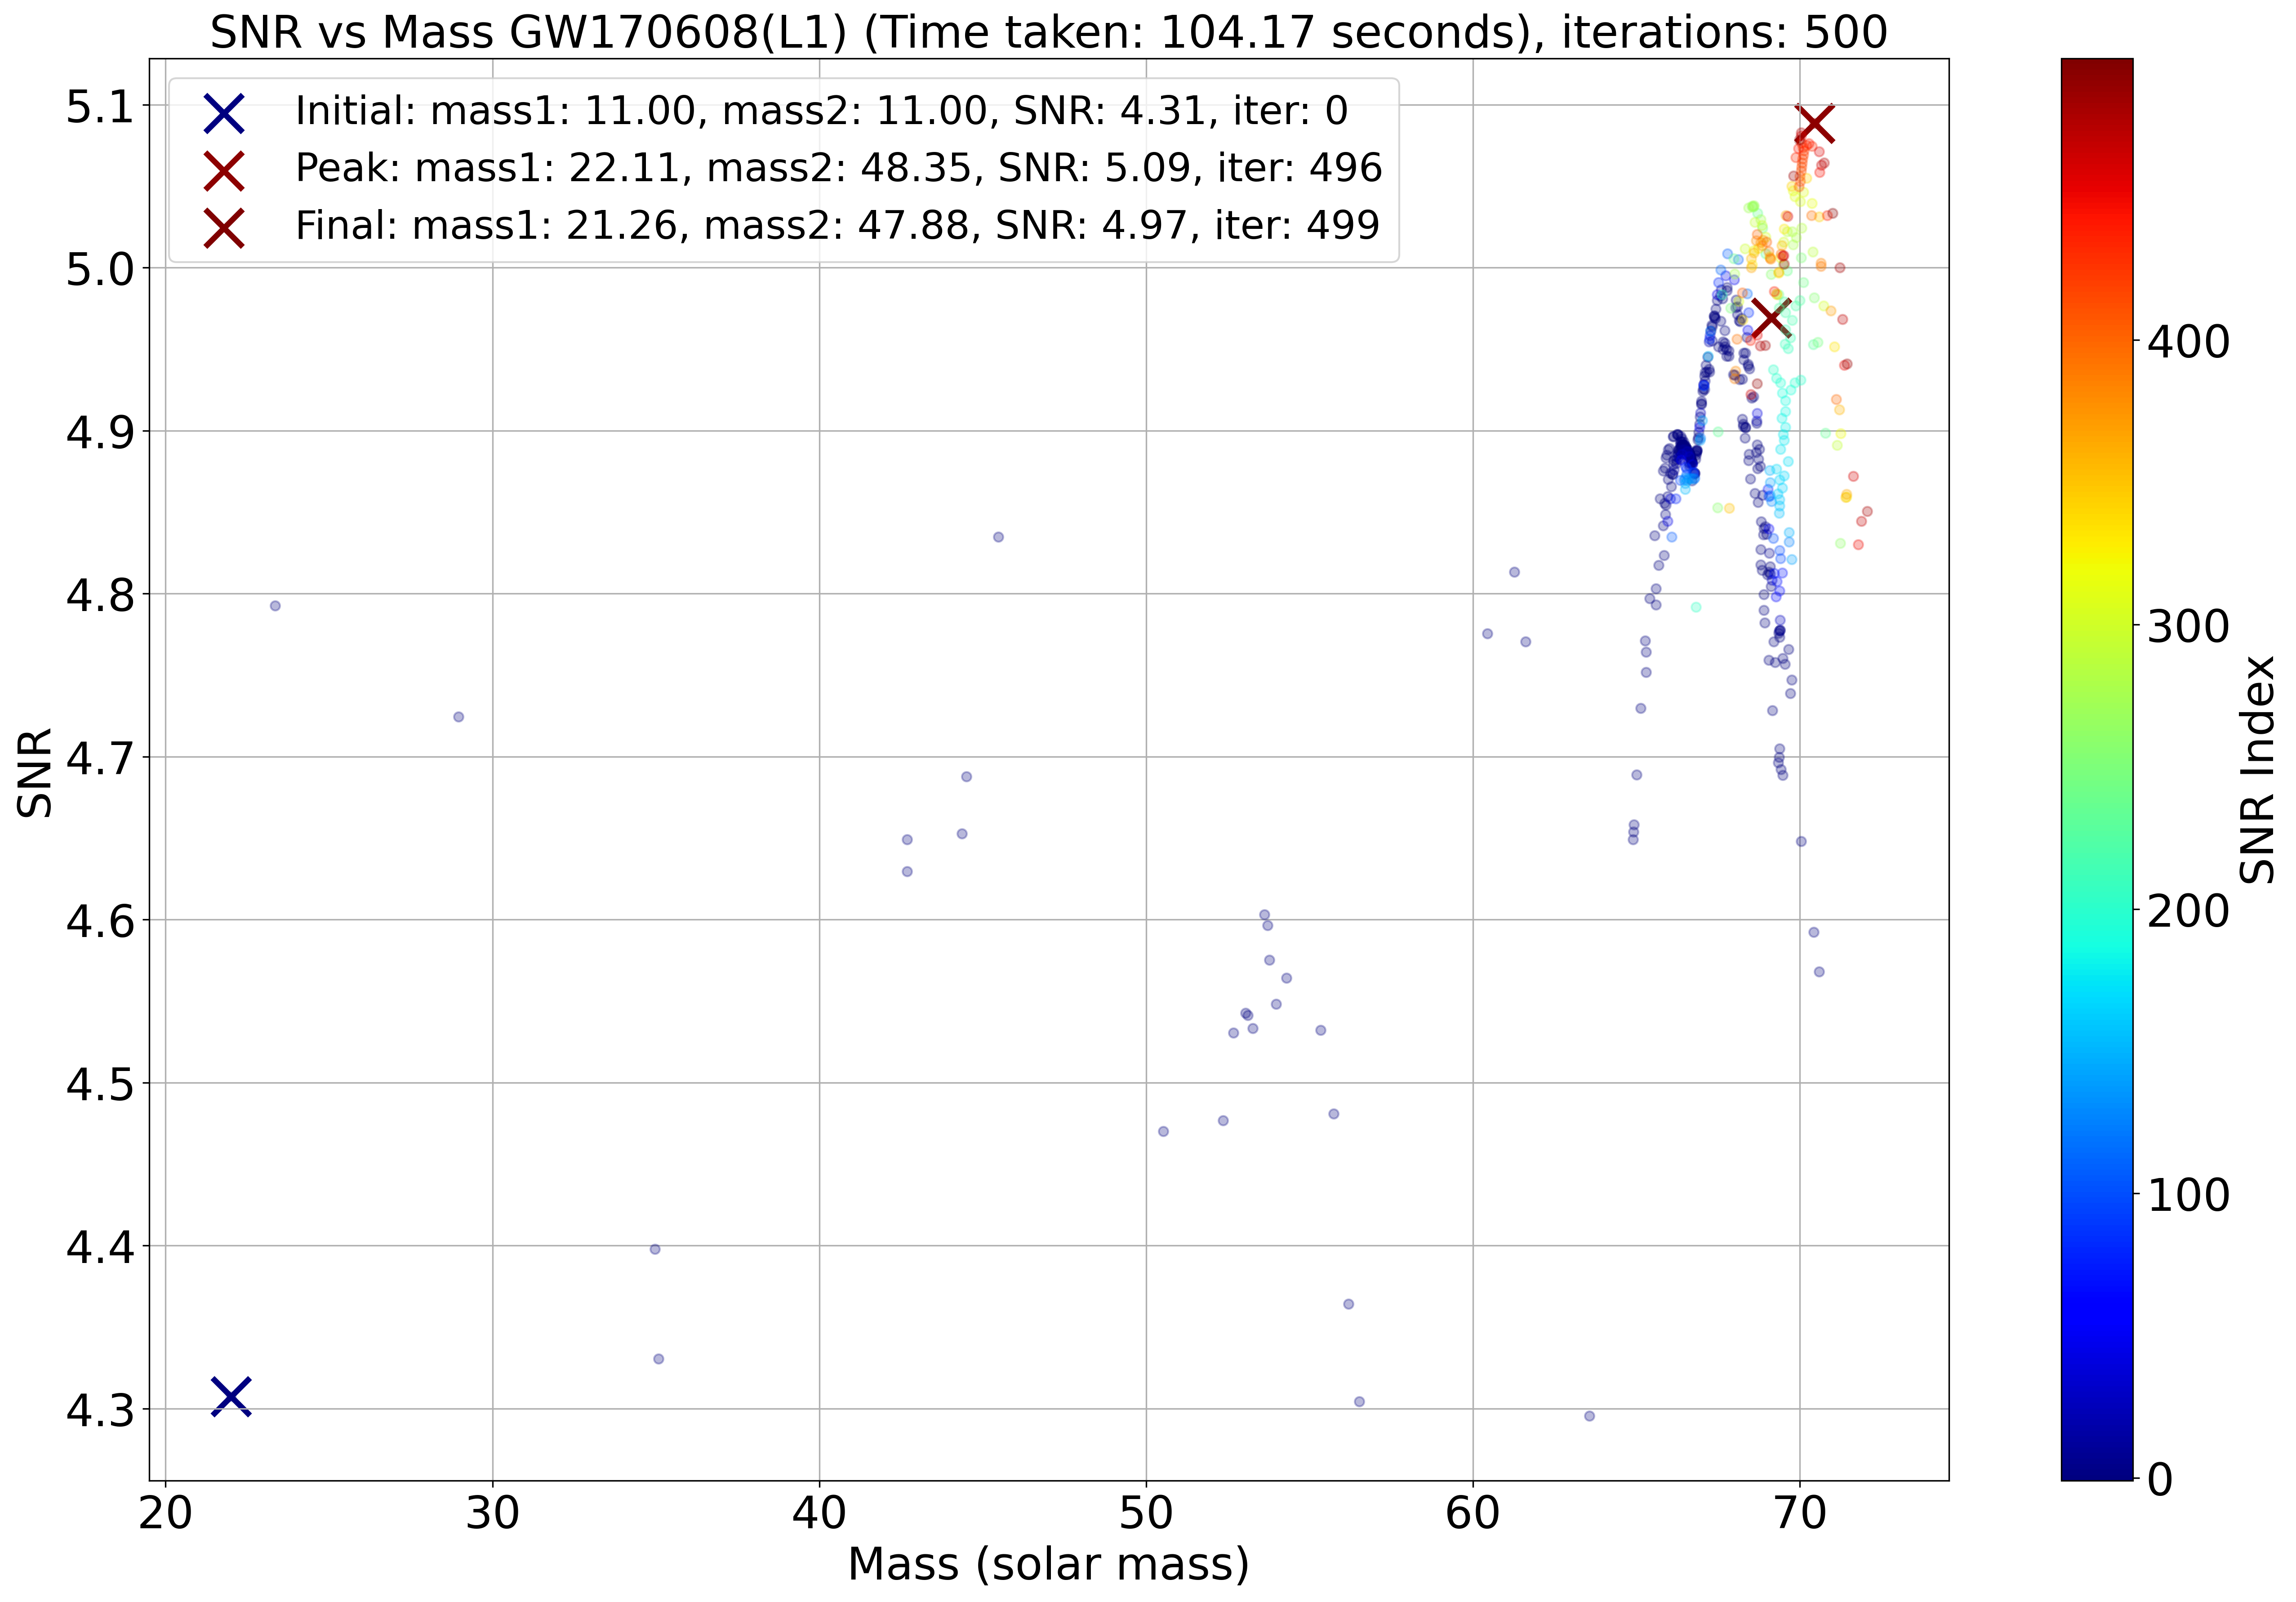 SNR vs Mass GW170608(L1) (Time taken: 104.17 seconds), iterations: 500
Initial: mass1: 11.00, mass2: 11.00, SNR: 4.31, iter: 0
Peak: mass1: 22.11, mass2: 48.35, SNR: 5.09, iter: 496
Final: mass1: 21.26, mass2: 47.88, SNR: 4.97, iter: 499
5.1
5.0
4.9
4.8
4.7
4.6
4.5
4.4
4.3
SNR
20 30 40 50 60 70
Mass (solar mass)
400
300
200
100
0
SNR Index